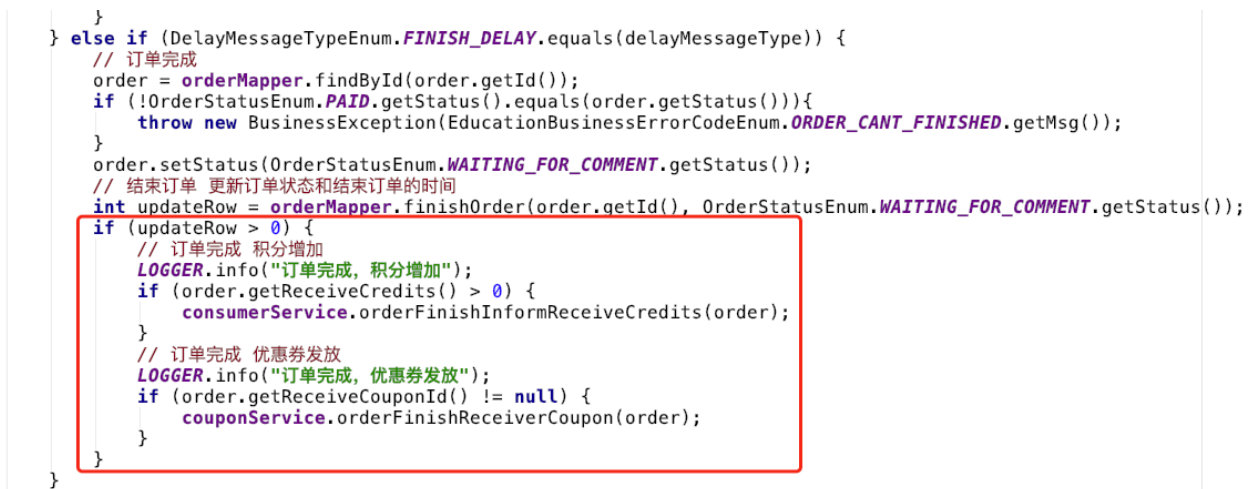 }
} else if (DelayMessageTypeEnum.FINISH_DELAY.equals(delayMessageType)) {
// 订单完成
order = orderMapper.findById(order.getId());
if (!OrderStatusEnum.PAID.getStatus().equals(order.getStatus())){
throw new BusinessException(EducationBusinessErrorCodeEnum.ORDER_CANT_FINISHED.getMsg());
}
order.setStatus(OrderStatusEnum.WAITING_FOR_COMMENT.getStatus());
// 结束订单 更新订单状态和结束订单的时间
int updateRow = orderMapper.finishOrder(order.getId(), OrderStatusEnum.WAITING_FOR_COMMENT.getStatus());
if (updateRow > 0) {
// 订单完成 积分增加
LOGGER.info("订单完成，积分增加");
if (order.getReceiveCredits() > 0) {
consumerService.orderFinishInformReceiveCredits(order);
}
// 订单完成 优惠券发放
LOGGER.info("订单完成，优惠券发放");
if (order.getReceiveCouponId() != null) {
couponService.orderFinishReceiverCoupon(order);
}
}
}